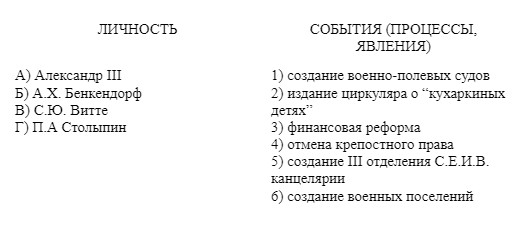 ЛИЧНОСТЬ
СОБЫТИЯ (ПРОЦЕССЫ,
ЯВЛЕНИЯ)
А) Александр III
Б) А.Х. Бенкендорф
В) С.Ю. Витте
Г) П.А Столыпин
1) создание военно-полевых судов
2) издание циркуляра о “кухаркиных
детях”
3) финансовая реформа
4) отмена крепостного права
5) создание III отделения С.Е.И.В.
канцелярии
6) создание военных поселений